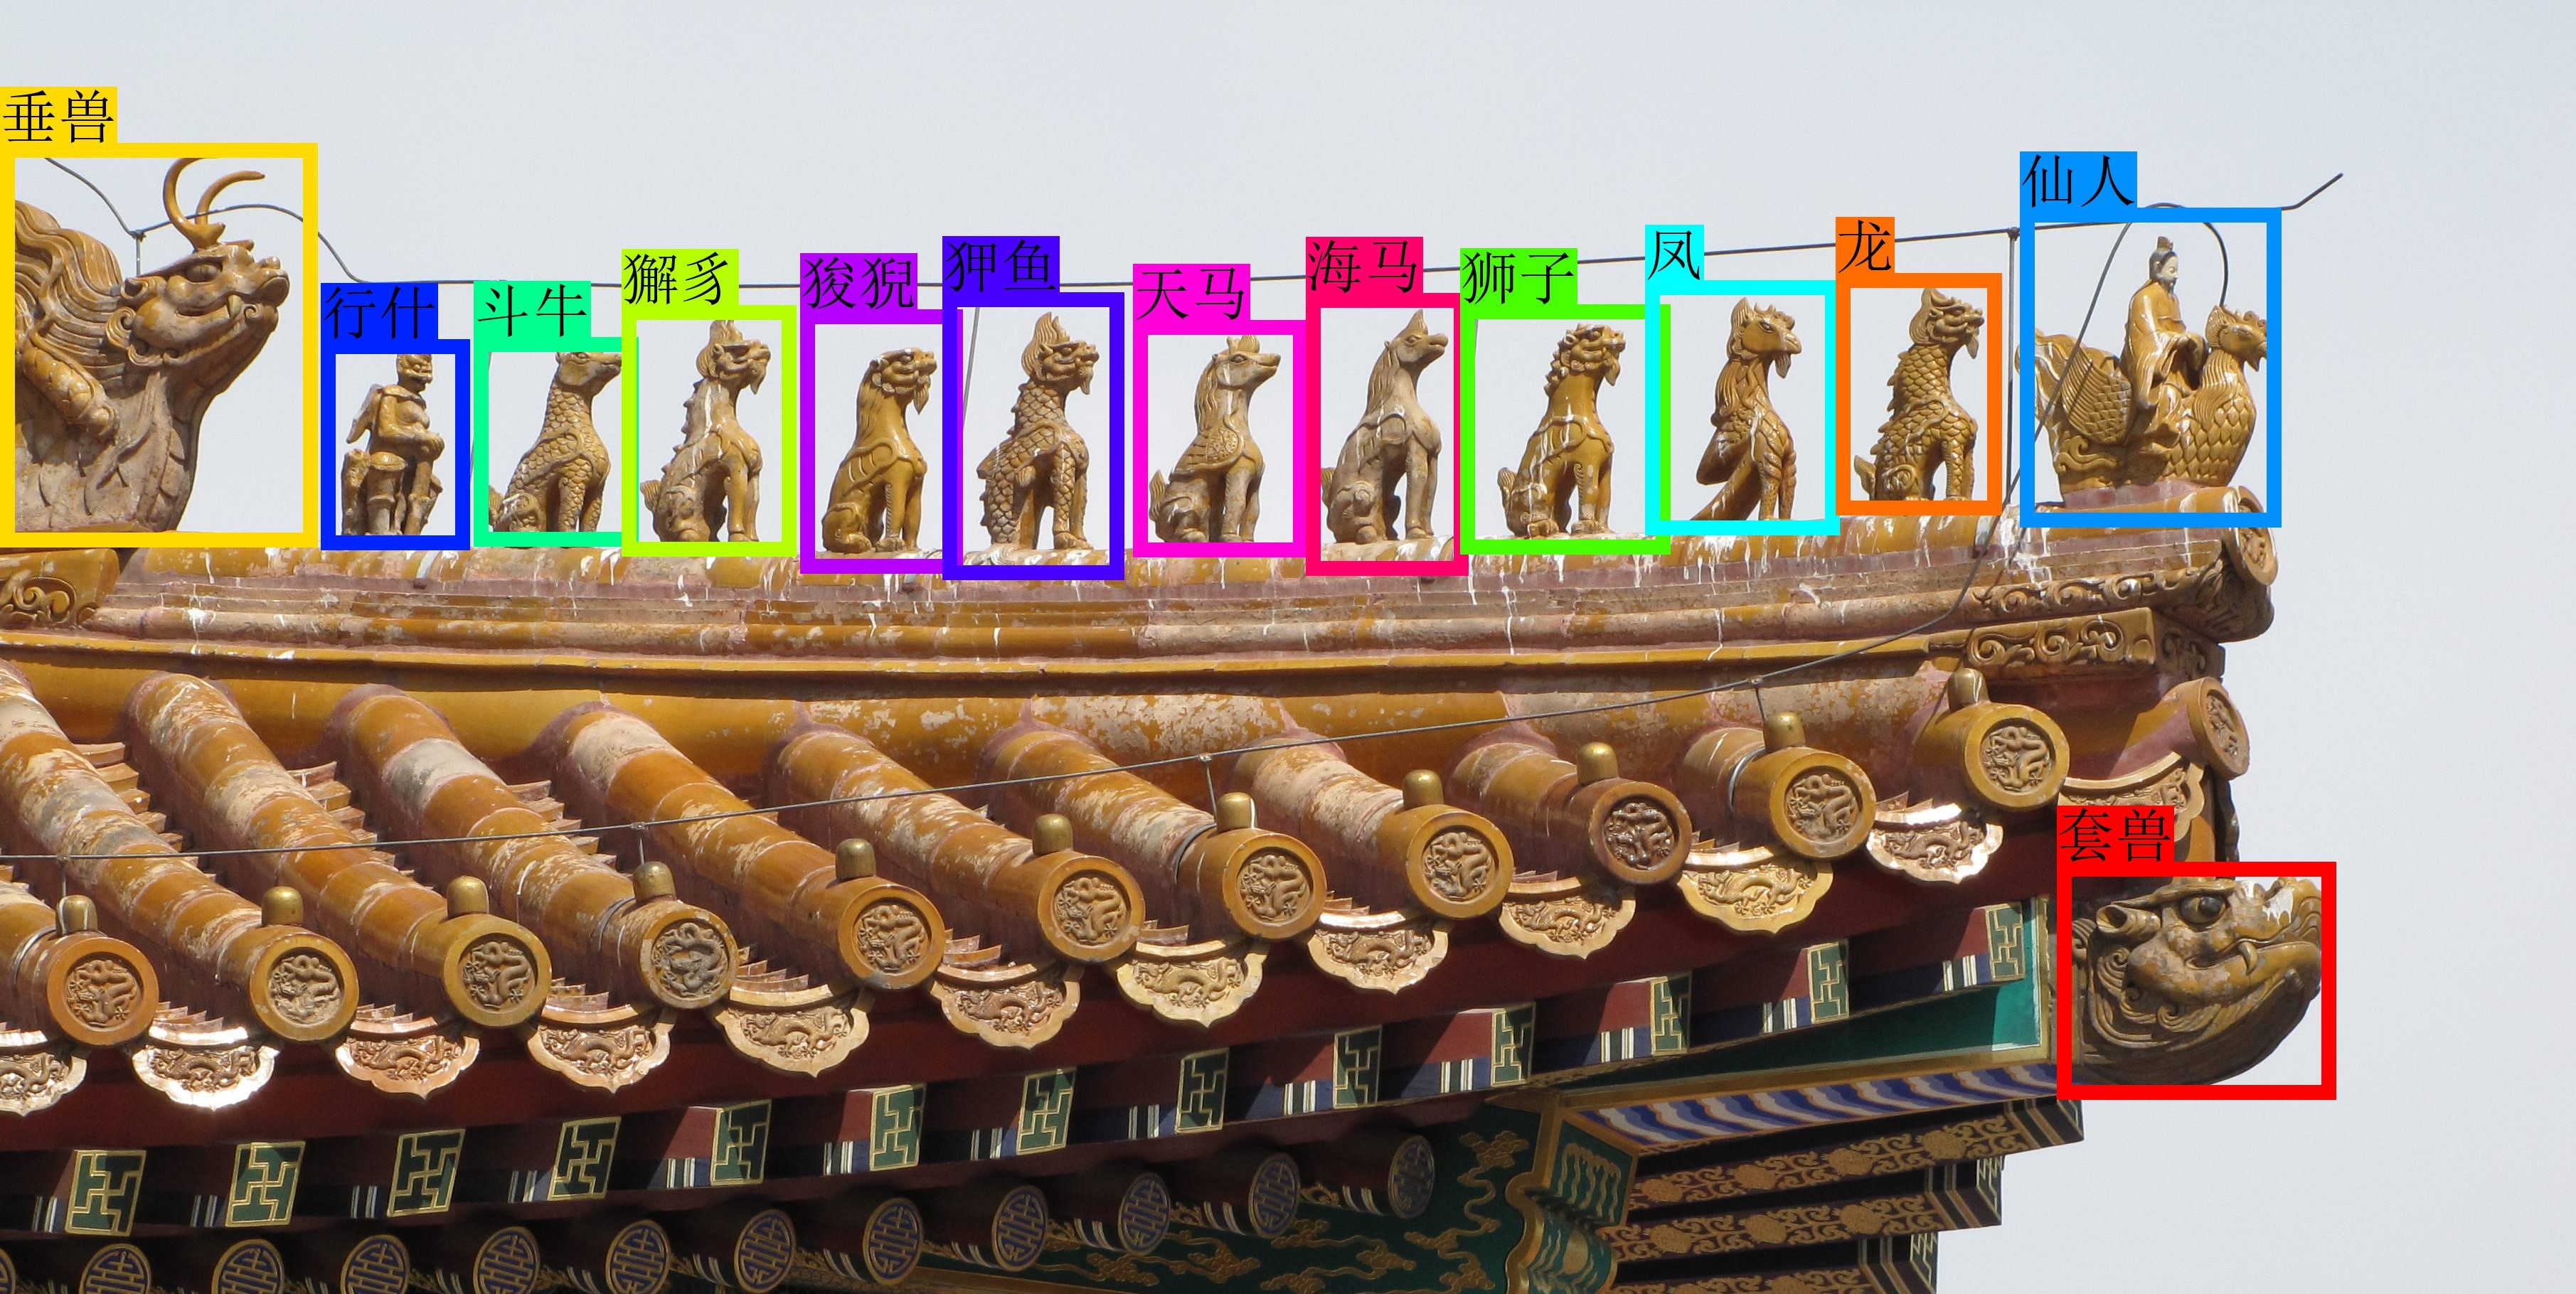 垂兽
行什
斗牛
獬豸
狻猊
狎鱼
天马
海马
狮子
凤
龙
仙人
套兽